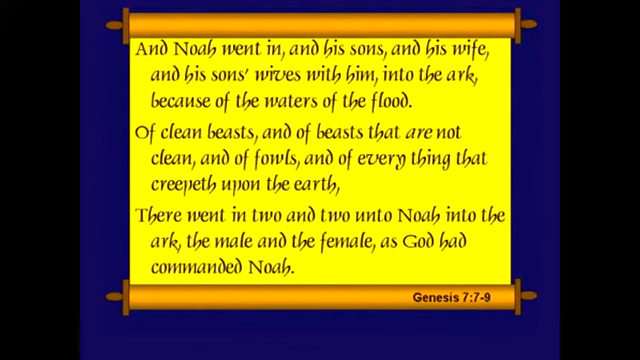 And Noah went in, and his sons, and his wife,
and his sons' wives with him, into the ark,
because of the waters of the flood.
Of clean beasts, and of beasts that are not
clean, and of fowls, and of every thing that
creepeth upon the earth,
There went in two and two unto Noah into the
ark, the male and the female, as God had
commanded Noah.
Genesis 7:7-9